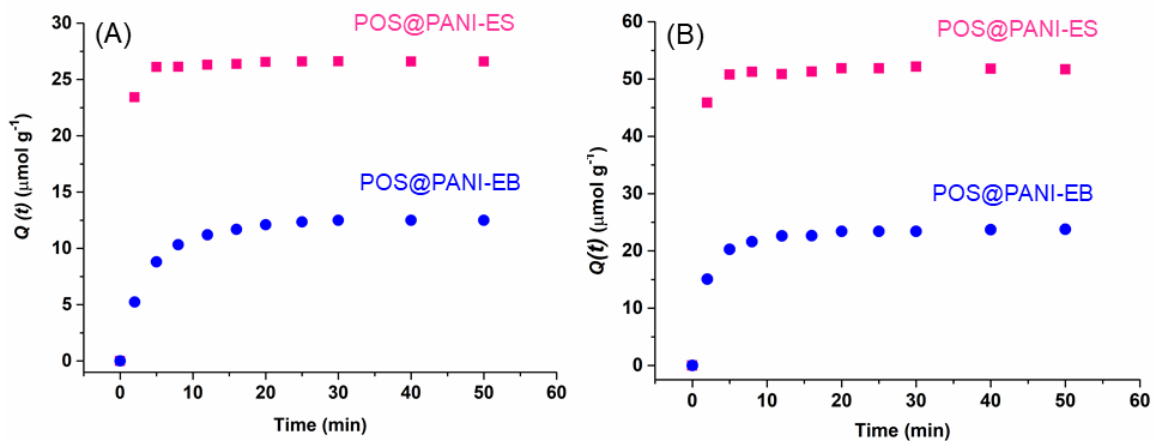 (A)
POS@PANI-ES
POS@PANI-EB
30
25
20
15
10
5
0
Q (t) (μmol g⁻¹)
0 10 20 30 40 50 60
Time (min)
(B)
POS@PANI-ES
POS@PANI-EB
60
50
40
30
20
10
0
Q(t) (μmol g⁻¹)
0 10 20 30 40 50 60
Time (min)